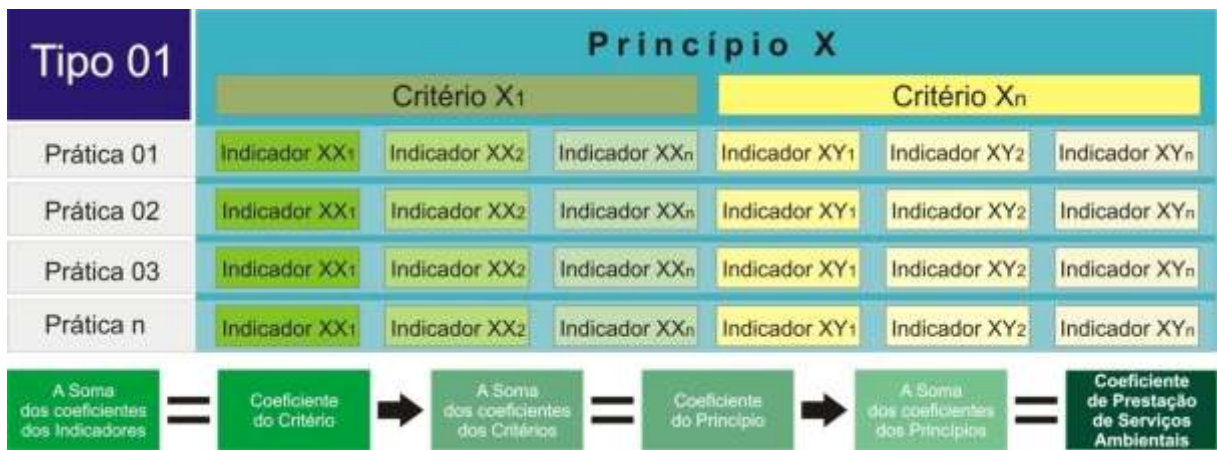 Tipo 01
Princípio X
Critério X1
Critério Xn
Prática 01
Indicador XX1
Indicador XX2
Indicador XXn
Indicador XY1
Indicador XY2
Indicador XYn
Prática 02
Indicador XX1
Indicador XX2
Indicador XXn
Indicador XY1
Indicador XY2
Indicador XYn
Prática 03
Indicador XX1
Indicador XX2
Indicador XXn
Indicador XY1
Indicador XY2
Indicador XYn
Prática n
Indicador XX1
Indicador XX2
Indicador XXn
Indicador XY1
Indicador XY2
Indicador XYn
A Soma
dos coeficientes
dos Indicadores
=
Coeficiente
do Critério
A Soma
dos coeficientes
dos Critérios
=
Coeficiente
do Princípio
A Soma
dos coeficientes
dos Princípios
=
Coeficiente
de Prestação
de Serviços
Ambientais